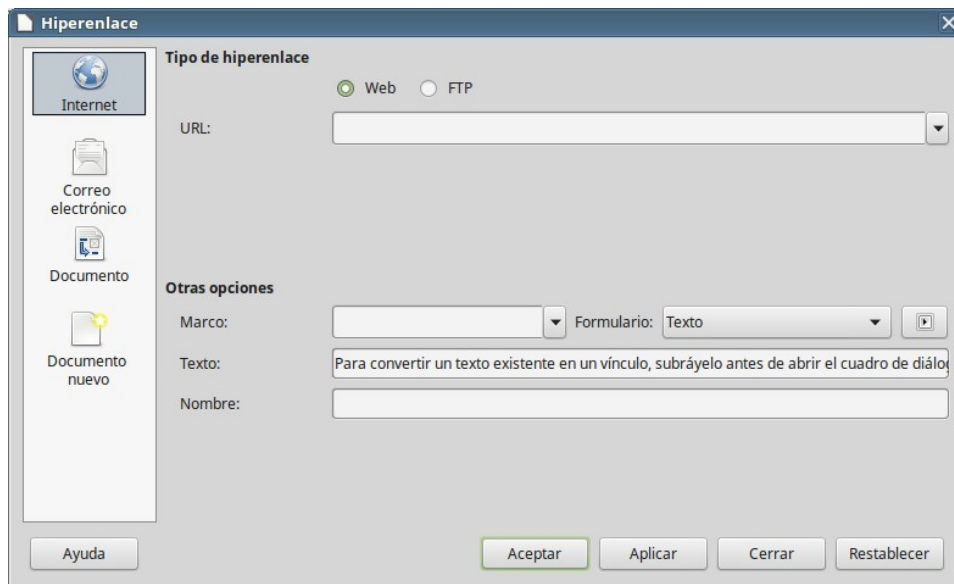 Hiperenlace
Internet
Correo
electrónico
Documento
Documento
nuevo
Tipo de hiperenlace
Web FTP
URL:
Otras opciones
Marco: Formulario: Texto
Texto: Para convertir un texto existente en un vínculo, subráyelo antes de abrir el cuadro de
Nombre:
Ayuda Aceptar Aplicar Cerrar Restablecer